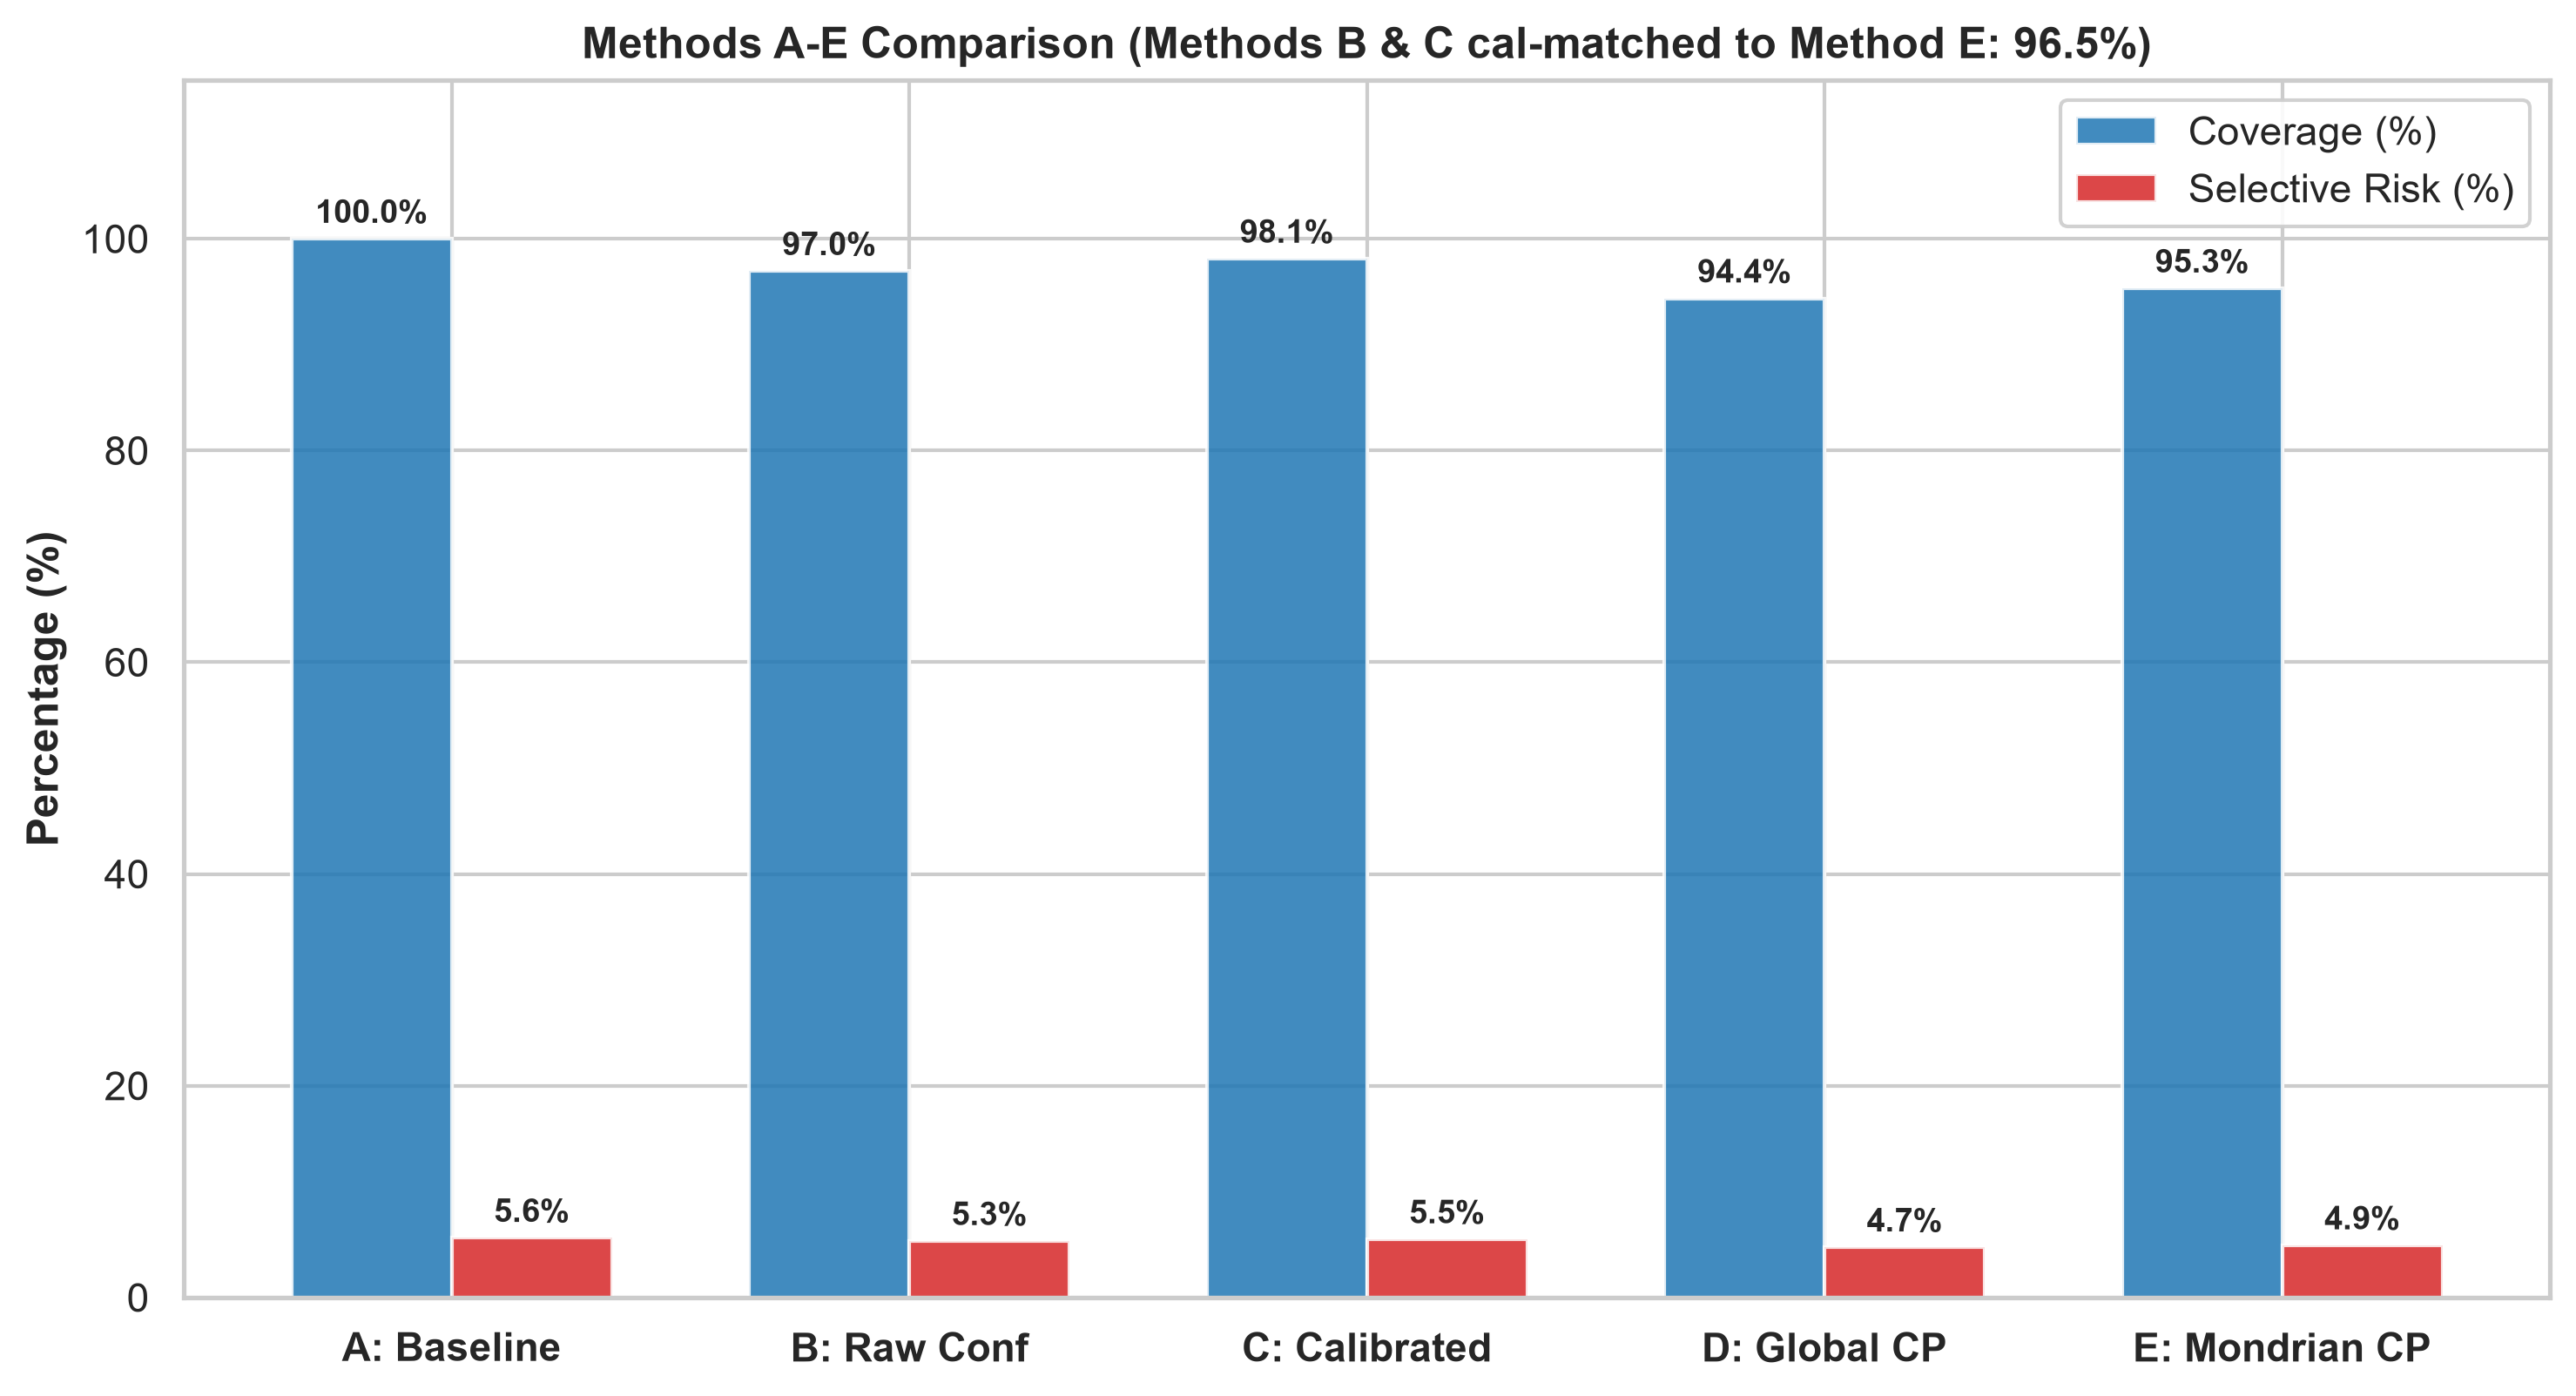 Methods A-E Comparison (Methods B & C cal-matched to Method E: 96.5%)
Coverage (%)
Selective Risk (%)
Percentage (%)
100
80
60
40
20
0
100.0%
97.0%
98.1%
94.4%
95.3%
5.6%
5.3%
5.5%
4.7%
4.9%
A: Baseline
B: Raw Conf
C: Calibrated
D: Global CP
E: Mondrian CP